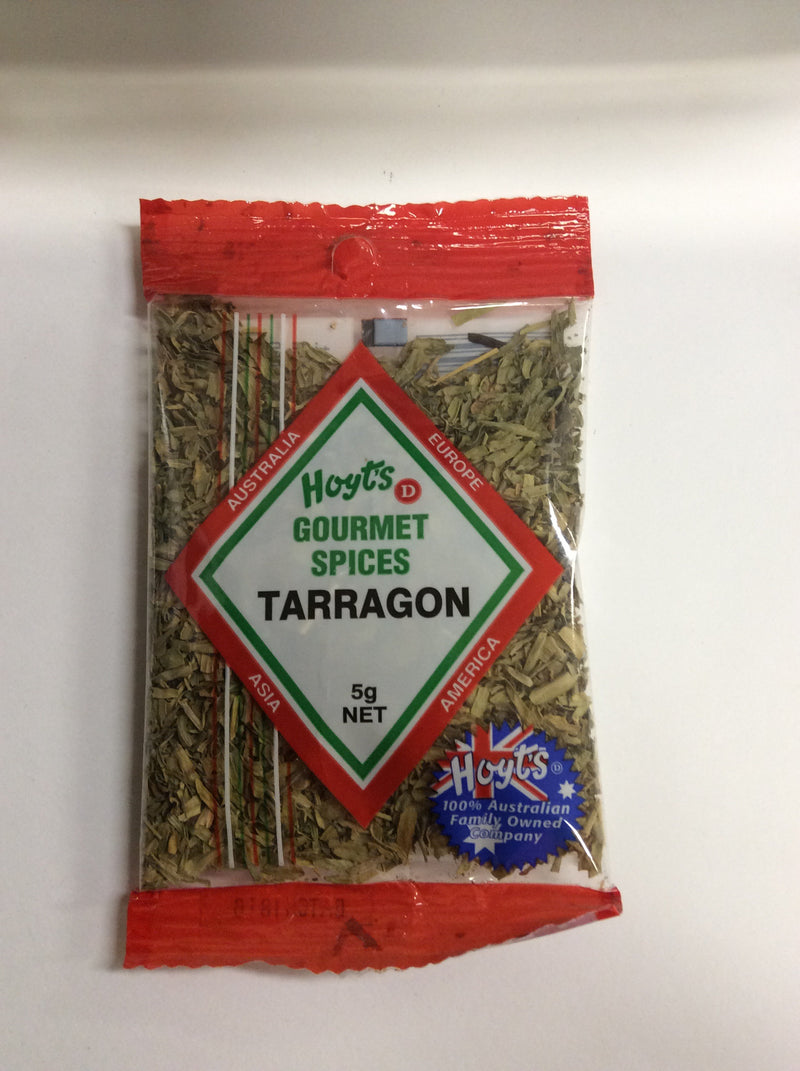 AUSTRALIA
EUROPE
Hoyt's D
GOURMET
SPICES
TARRAGON
ASIA
AMERICA
5g
NET
Hoyt's D
100% Australian
Family Owned
Company